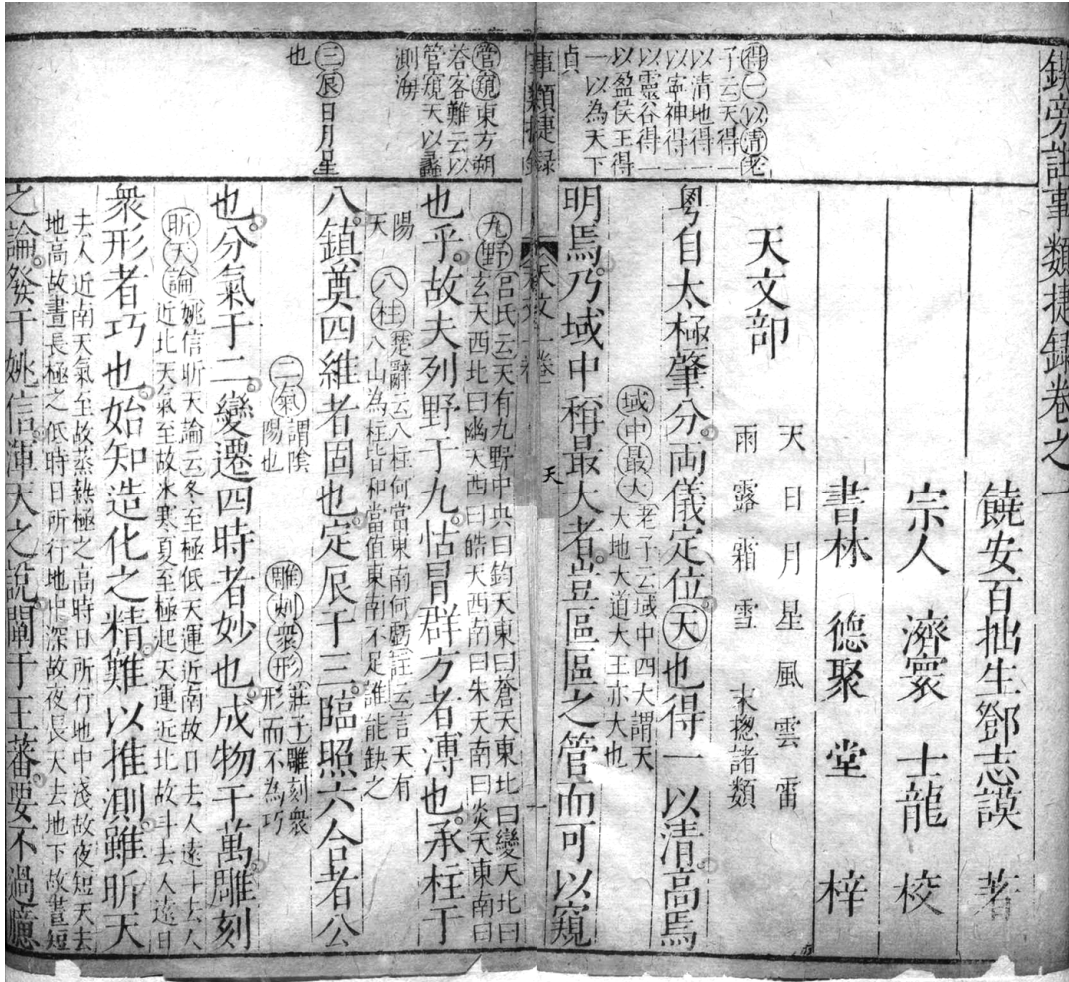 鐫旁註事類捷錄卷之一
饒安百拙生鄧志謨 著
宗人 濟寰 士龍 校
書林 德聚 堂 梓
天文部
天日月星風雲雷
雨露霜雪 末摠諸類
得一以清老
子云天得一
以清地得一
以寧神得一
以靈谷得一
以盈侯王得
一以為天下
貞
粵自太極肇分兩儀定位天也得一以清高焉
域中最大老子云域中四大謂天
大地大道大王亦大也
明焉乃域中稱最大者豈區區之管而可以窺
事類捷錄
天文 一卷
天
一
管窺東方朔
荅客難云以
管窺天以蠡
測海
三辰日月星
也
九野呂氏云天有九野中央曰鈞天東曰蒼天東北曰變天北曰
玄天西北曰幽天西曰皓天西南曰朱天南曰炎天東南曰
也乎故夫列野于九怙冒群方者溥也承柱于
陽
天
八柱楚辭云八柱何當東南何虧註云言天有
八山為柱皆和當值東南不足誰能缺之
八鎮奠四維者固也定辰于三臨照六合者公
二氣謂陰
陽也
雕刻衆形莊子雕刻衆
形而不為巧
也分氣于二變遷四時者妙也成物于萬雕刻
昕天論姚信昕天論云冬至極低天運近南故日去人遠斗去人
近北天氣至故氷寒夏至極起天運近北故斗去人遠日
衆形者巧也始知造化之精難以推測雖昕天
去人近南天氣至故蒸熱極之高時日所行地中淺故夜短天去
地高故晝長極之低時日所行地中深故夜長天去地下故晝短
之論發于姚信渾天之說闡于王蕃要不過臆